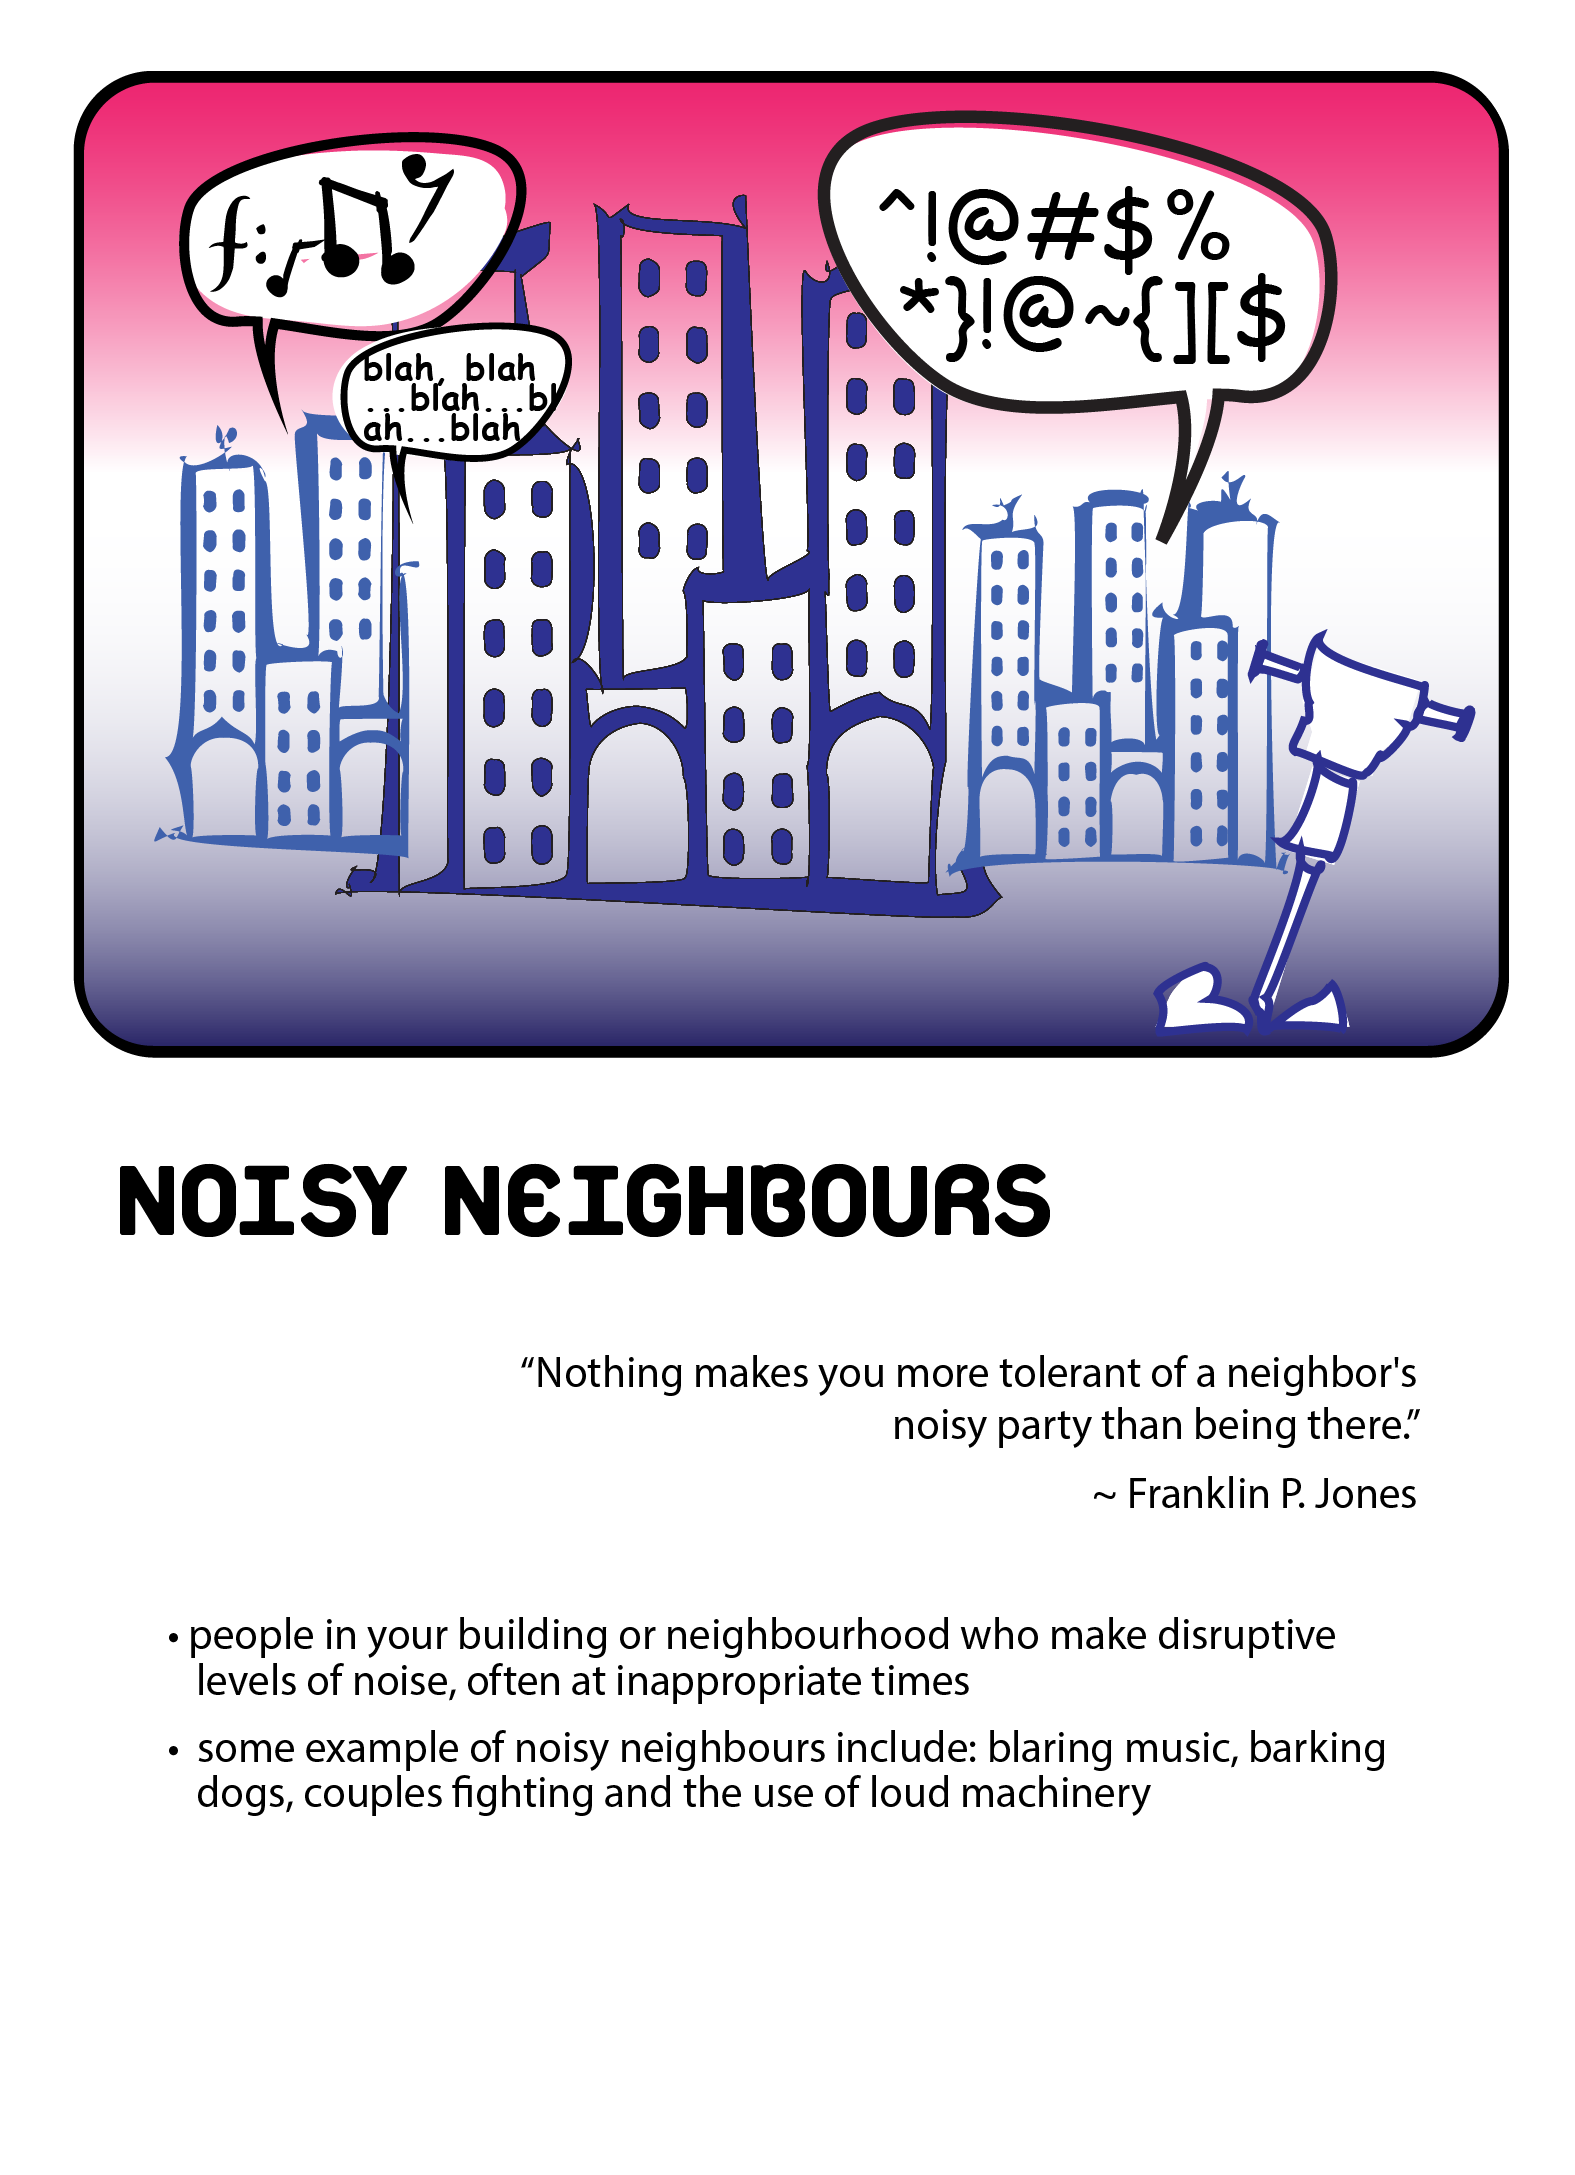 ^!@#$%
*}!@~{][$
blah, blah
...blah...bl
ah...blah
NOISY NEIGHBOURS
“Nothing makes you more tolerant of a neighbor's
noisy party than being there.”
~ Franklin P. Jones
• people in your building or neighbourhood who make disruptive
levels of noise, often at inappropriate times
• some example of noisy neighbours include: blaring music, barking
dogs, couples fighting and the use of loud machinery